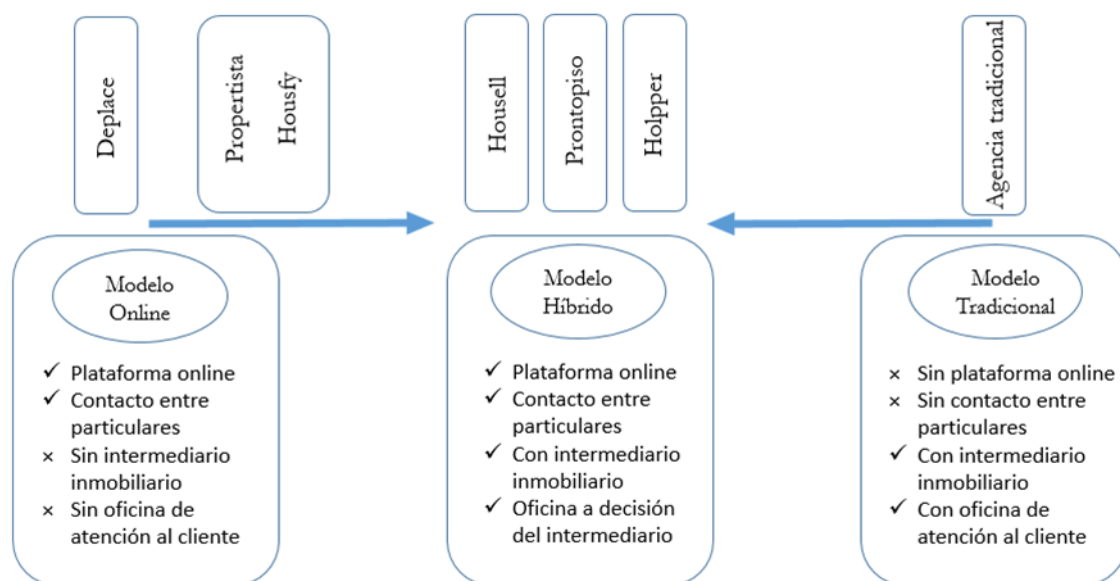 Deplace
Propertista
Housfy
Housell
Prontopiso
Holpper
Agencia tradicional
Modelo
Online
✓ Plataforma online
✓ Contacto entre
particulares
× Sin intermediario
inmobiliario
× Sin oficina de
atención al cliente
Modelo
Híbrido
✓ Plataforma online
✓ Contacto entre
particulares
✓ Con intermediario
inmobiliario
✓ Oficina a decisión
del intermediario
Modelo
Tradicional
× Sin plataforma online
× Sin contacto entre
particulares
✓ Con intermediario
inmobiliario
✓ Con oficina de
atención al cliente